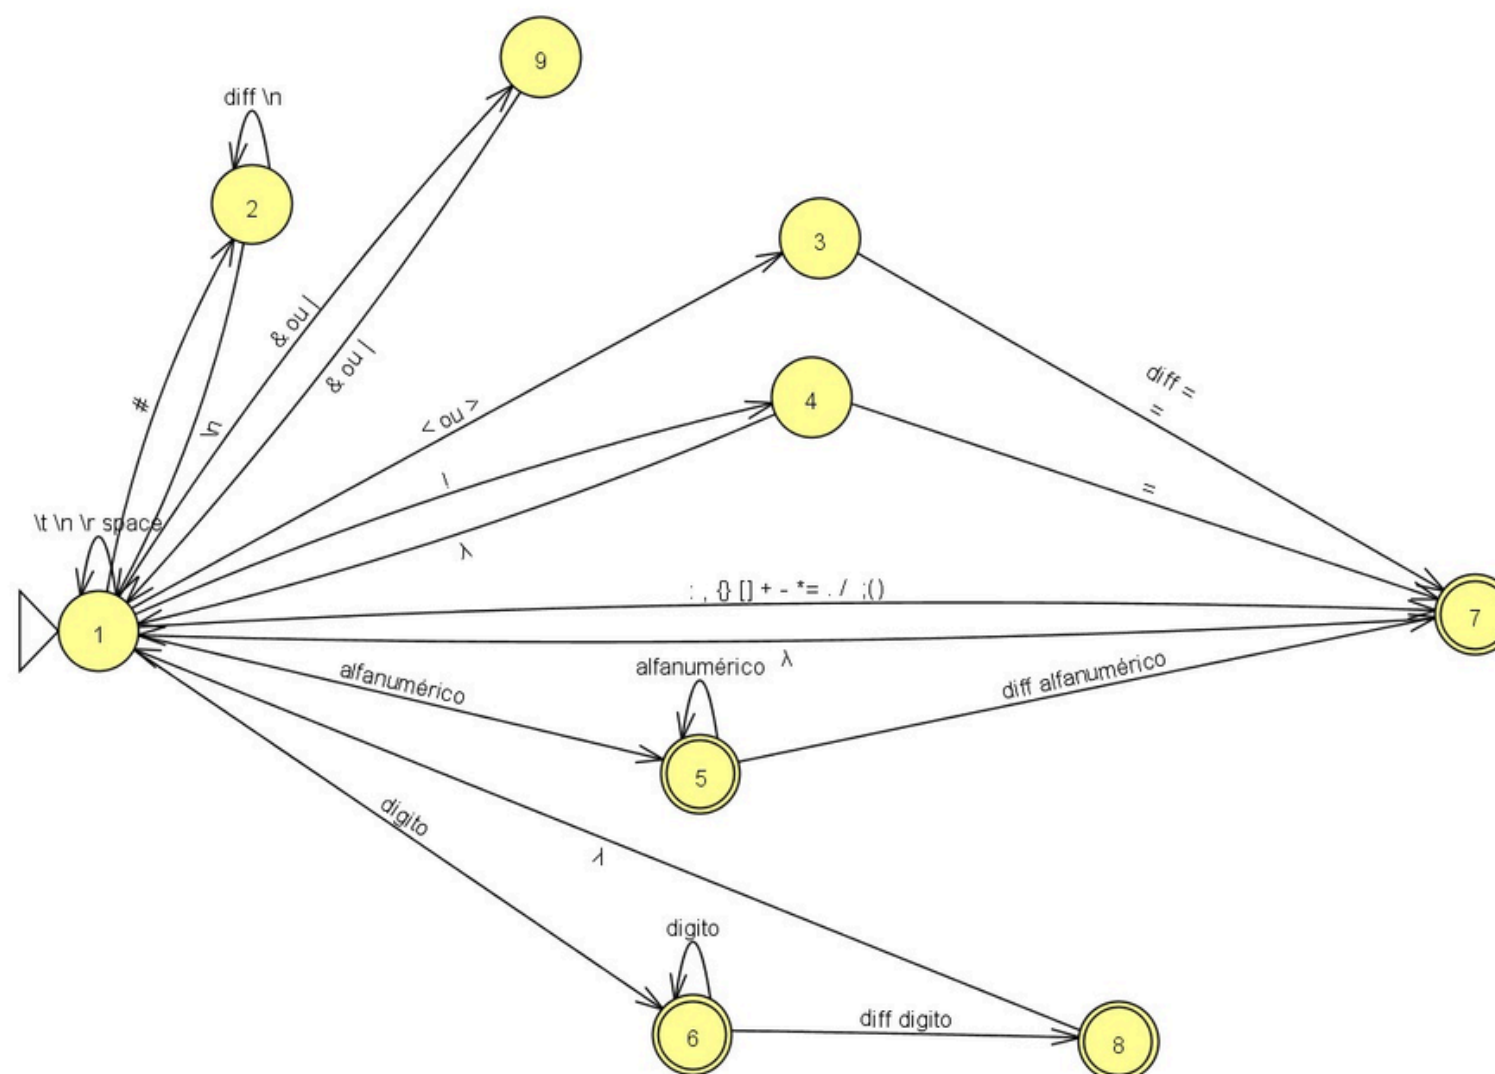 9
diff \n
2
3
& ou |
& ou |
diff =
=
4
#
\n
< ou >
!
=
\t \n \r space
λ
: , {} [] + - *= . / ;()
7
1
λ
alfanumérico
alfanumérico
diff alfanumérico
5
digito
λ
digito
6
diff digito
8